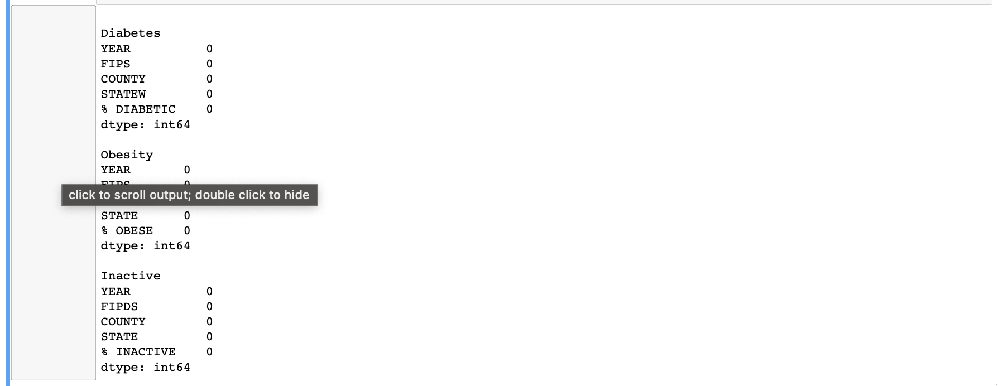 Diabetes
YEAR 0
FIPS 0
COUNTY 0
STATEW 0
% DIABETIC 0
dtype: int64
Obesity
YEAR 0
FIPS 0
click to scroll output; double click to hide
STATE 0
% OBESE 0
dtype: int64
Inactive
YEAR 0
FIPDS 0
COUNTY 0
STATE 0
% INACTIVE 0
dtype: int64